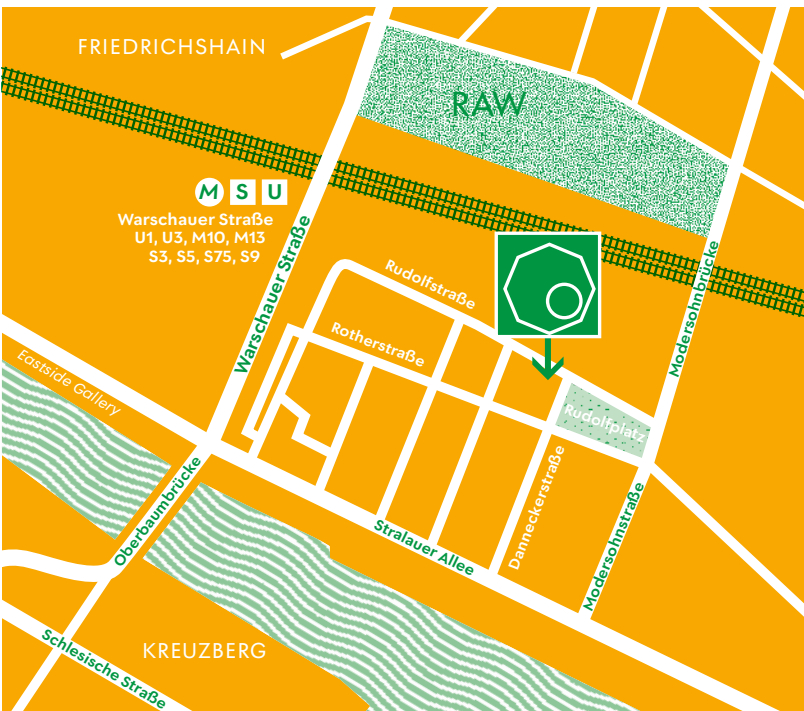 FRIEDRICHSHAIN
RAW
M S U
Warschauer Straße
U1, U3, M10, M13
S3, S5, S75, S9
Warschauer Straße
Rudolfstraße
Modersohnbrücke
Rotherstraße
Eastside Gallery
Rudolfplatz
Oberbaumbrücke
Stralauer Allee
Danneckerstraße
Modersohnstraße
KREUZBERG
Schlesische Straße